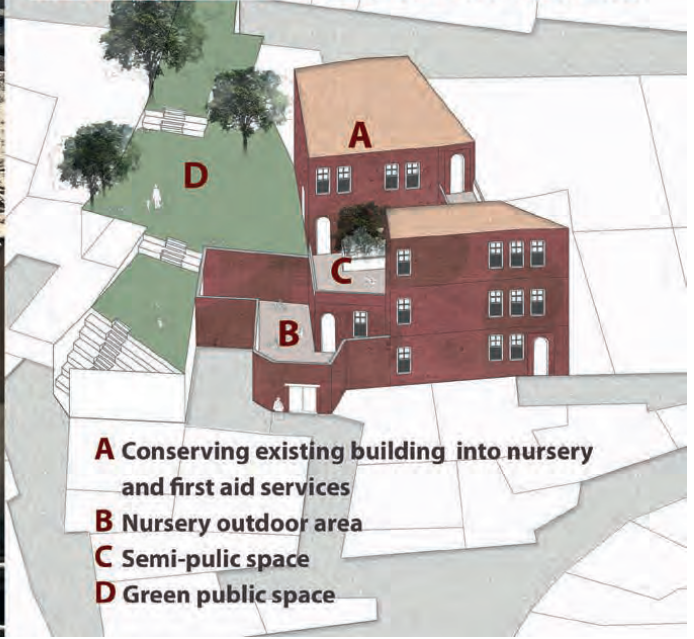 A
D
C
B
A Conserving existing building into nursery
and first aid services
B Nursery outdoor area
C Semi-pulic space
D Green public space